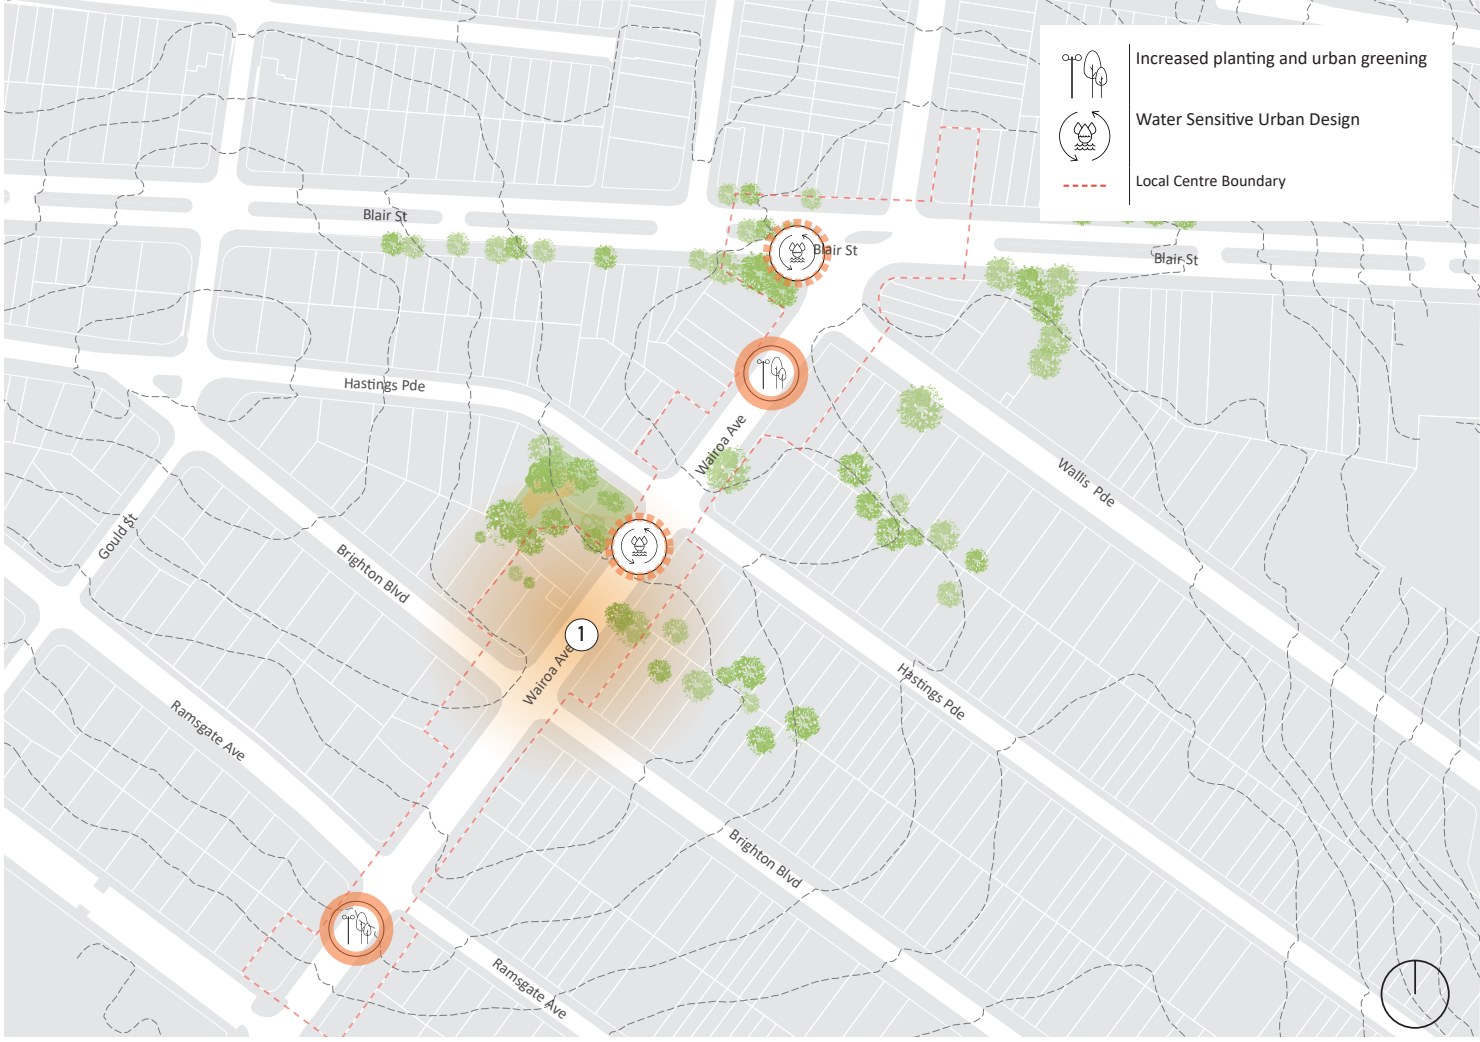 Increased planting and urban greening
Water Sensitive Urban Design
Local Centre Boundary
Blair St
Blair St
Blair St
Hastings Pde
Wairoa Ave
Wallis Pde
Gould St
Brighton Blvd
1
Wairoa Ave
Hastings Pde
Ramsgate Ave
Brighton Blvd
Ramsgate Ave